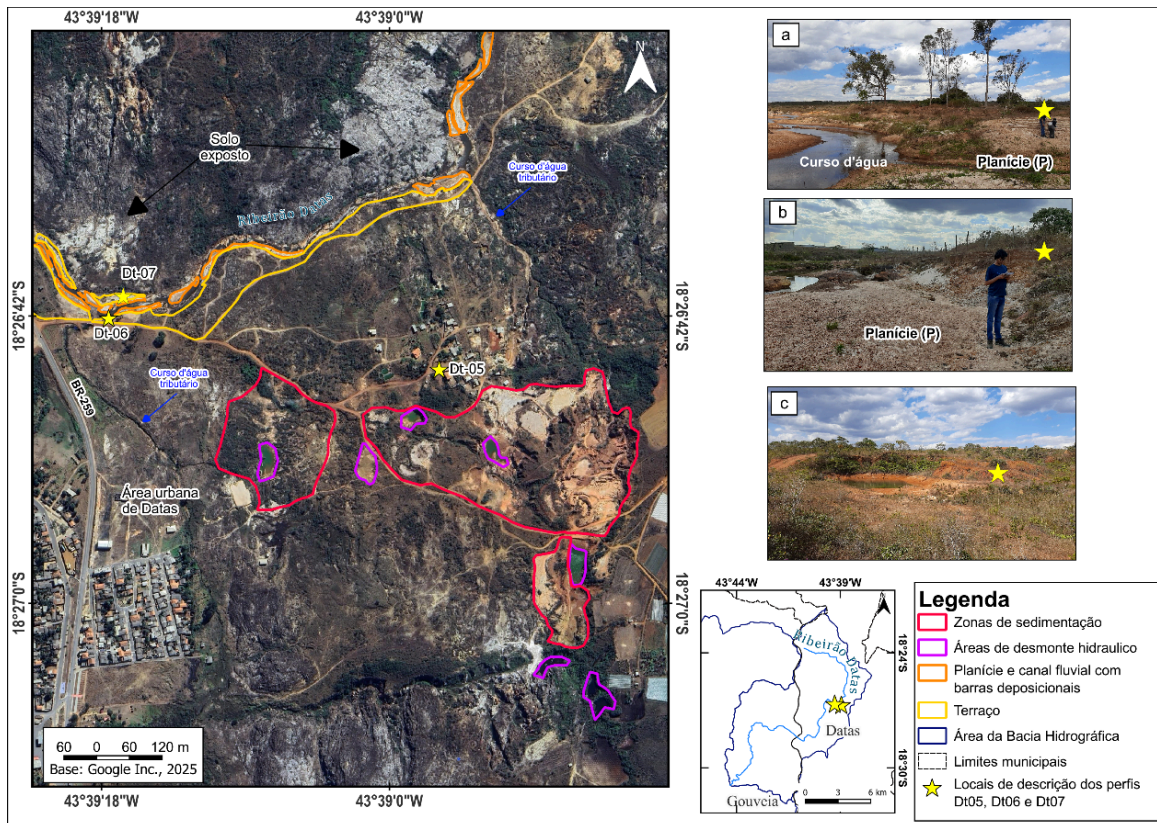 43°39'18"W
43°39'0"W
N
Solo
exposto
Curso d'água
tributário
Ribeirão Datas
Dt-07
18°26'42"S
18°26'42"S
Dt-06
Dt-05
Curso d'água
tributário
BR-259
Área urbana
de Datas
18°27'0"S
18°27'0"S
60 0 60 120 m
Base: Google Inc., 2025
43°39'18"W
43°39'0"W
a
Curso d'água
Planície (P)
b
Planície (P)
c
43°44'W
43°39'W
Ribeirão Datas
18°24'S
Datas
18°30'S
Gouveia
0 3 6 km
Legenda
Zonas de sedimentação
Áreas de desmonte hidraulico
Planície e canal fluvial com
barras deposicionais
Terraço
Área da Bacia Hidrográfica
Limites municipais
Locais de descrição dos perfis
Dt05, Dt06 e Dt07